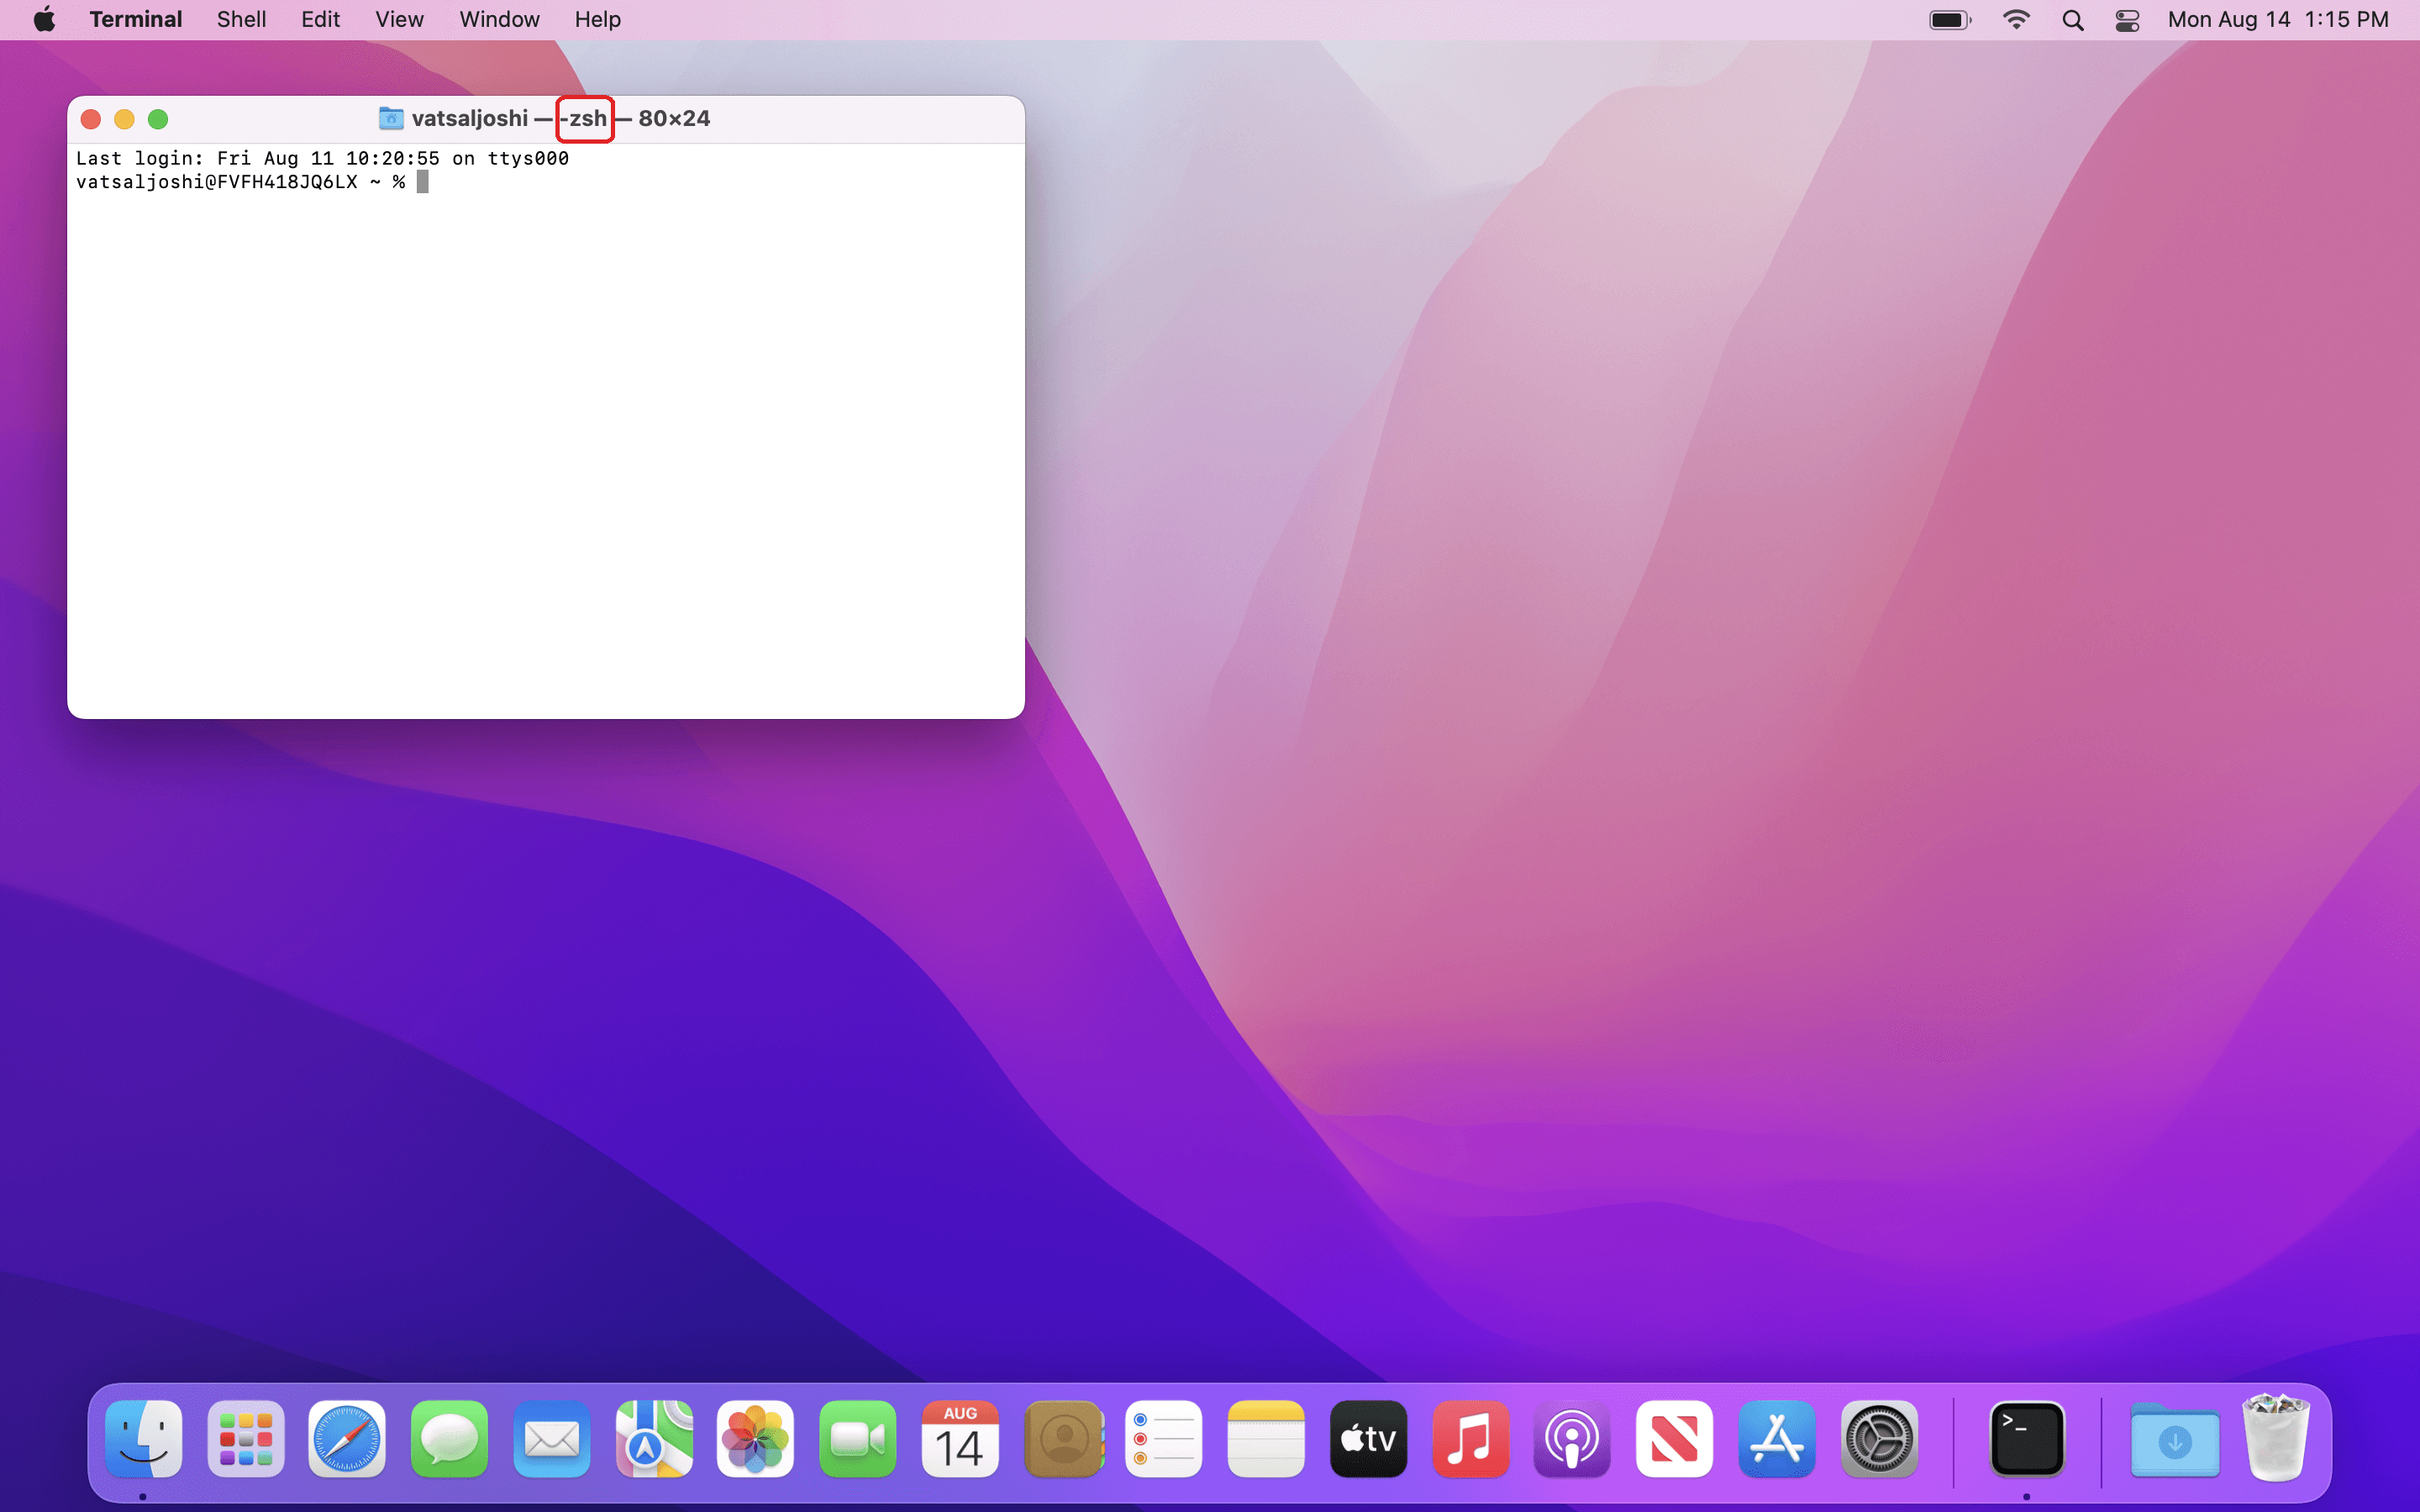 Terminal Shell Edit View Window Help Mon Aug 14 1:15 PM
vatsaljoshi — -zsh — 80×24
Last login: Fri Aug 11 10:20:55 on ttys000
vatsaljoshi@FVFH418JQ6LX ~ %
AUG
14
tv
>_